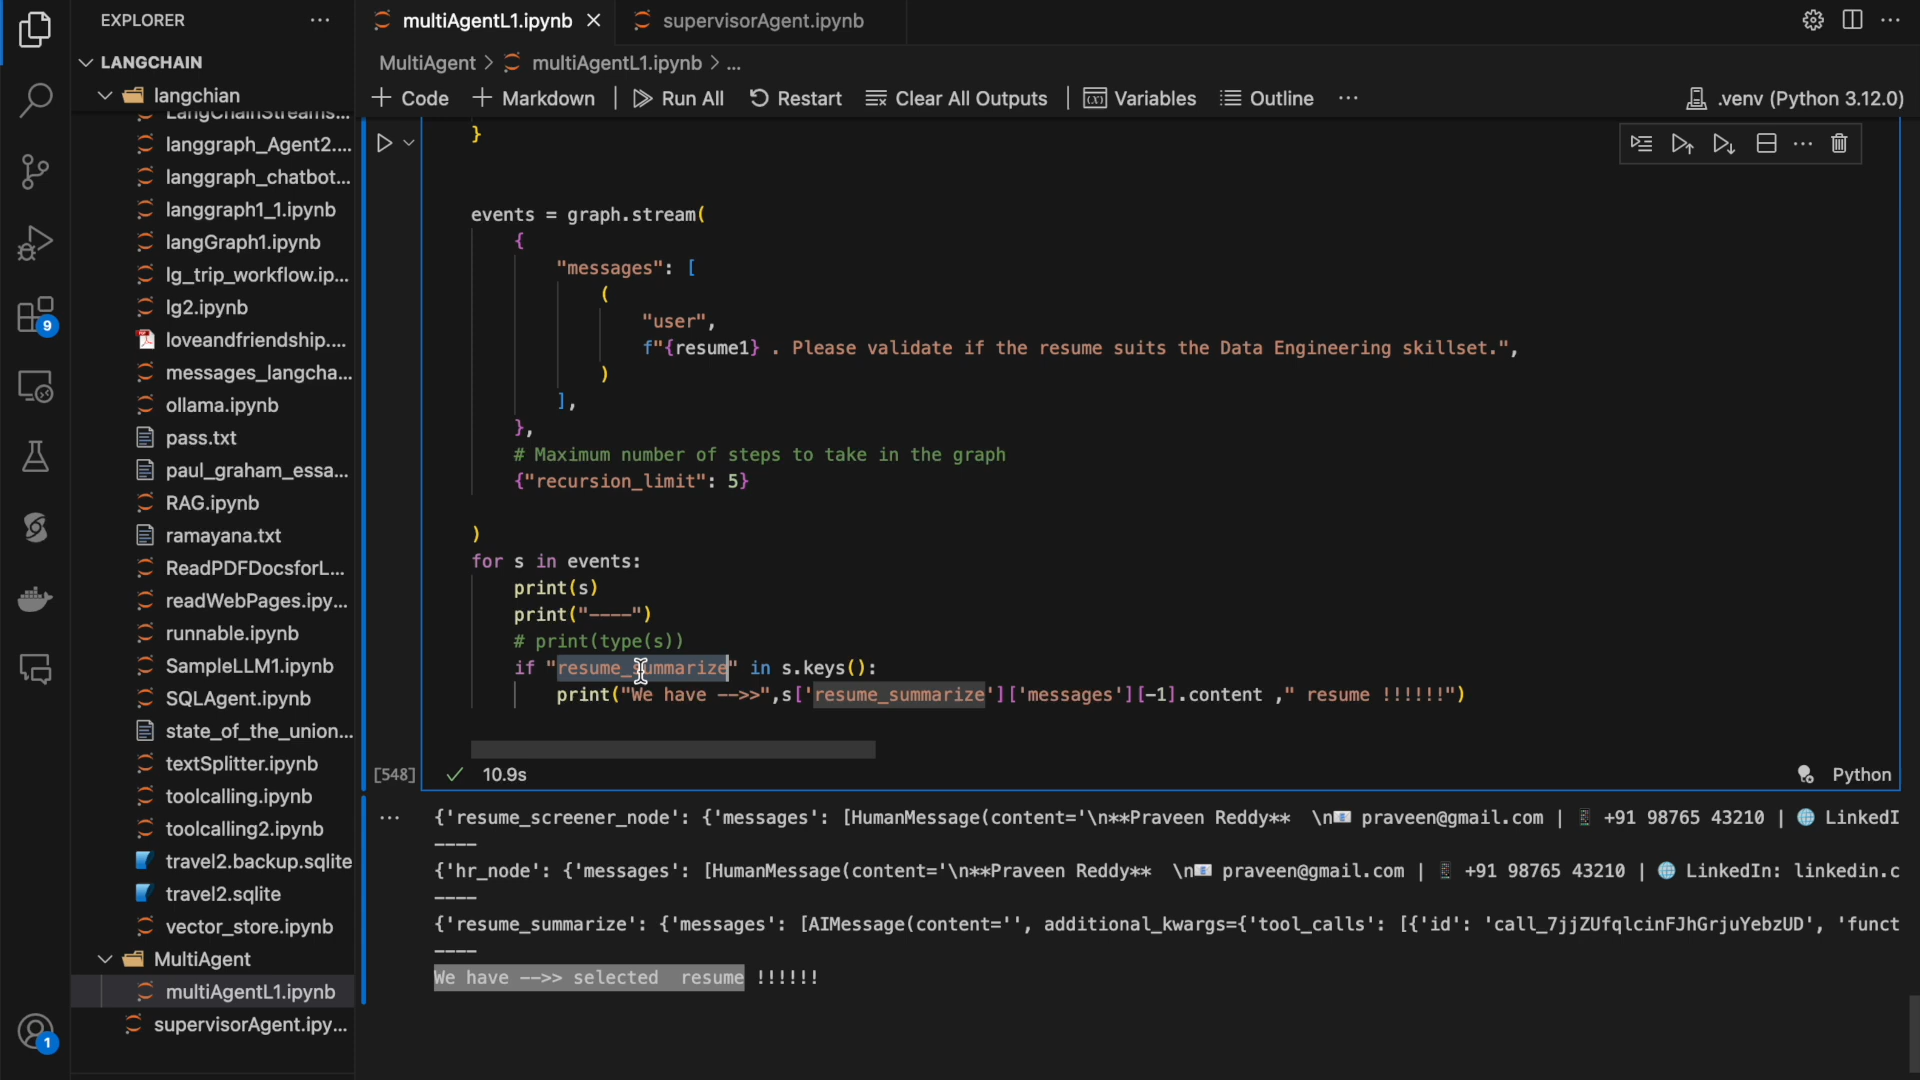 EXPLORER
LANGCHAIN
langchian
LangChainStreams...
langgraph_Agent2....
langgraph_chatbot...
langgraph1_1.ipynb
langGraph1.ipynb
lg_trip_workflow.ip...
lg2.ipynb
loveandfriendship....
messages_langcha...
ollama.ipynb
pass.txt
paul_graham_essa...
RAG.ipynb
ramayana.txt
ReadPDFDocsforL...
readWebPages.ipy...
runnable.ipynb
SampleLLM1.ipynb
SQLAgent.ipynb
state_of_the_union...
textSplitter.ipynb
toolcalling.ipynb
toolcalling2.ipynb
travel2.backup.sqlite
travel2.sqlite
vector_store.ipynb
MultiAgent
multiAgentL1.ipynb
supervisorAgent.ipy...
9
1
multiAgentL1.ipynb
supervisorAgent.ipynb
MultiAgent > multiAgentL1.ipynb > ...
+ Code + Markdown | Run All Restart Clear All Outputs | Variables Outline ... .venv (Python 3.12.0)
}
events = graph.stream(
{
"messages": [
(
"user",
f"{resume1} . Please validate if the resume suits the Data Engineering skillset.",
)
],
},
# Maximum number of steps to take in the graph
{"recursion_limit": 5}
)
for s in events:
print(s)
print("----")
# print(type(s))
if "resume_summarize" in s.keys():
print("We have -->>",s['resume_summarize']['messages'][-1].content ," resume !!!!!!")
[548] 10.9s Python
{'resume_screener_node': {'messages': [HumanMessage(content='\n**Praveen Reddy**  \n📧 praveen@gmail.com | 📱 +91 98765 43210 | 🌐 LinkedI
----
{'hr_node': {'messages': [HumanMessage(content='\n**Praveen Reddy**  \n📧 praveen@gmail.com | 📱 +91 98765 43210 | 🌐 LinkedIn: linkedin.c
----
{'resume_summarize': {'messages': [AIMessage(content='', additional_kwargs={'tool_calls': [{'id': 'call_7jjZUfqlcinFJhGrjuYebzUD', 'funct
----
We have -->> selected  resume !!!!!!